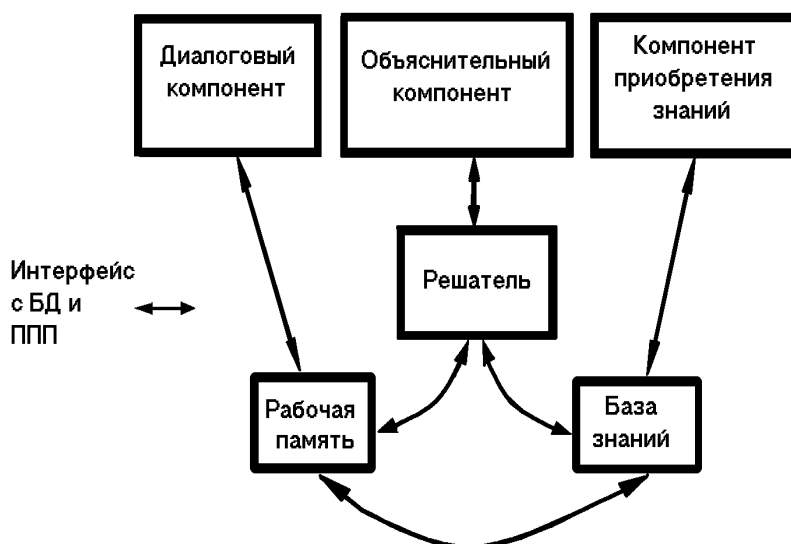 Диалоговый
компонент
Объяснительный
компонент
Компонент
приобретения
знаний
Решатель
Интерфейс
с БД и
ППП
Рабочая
память
База
знаний